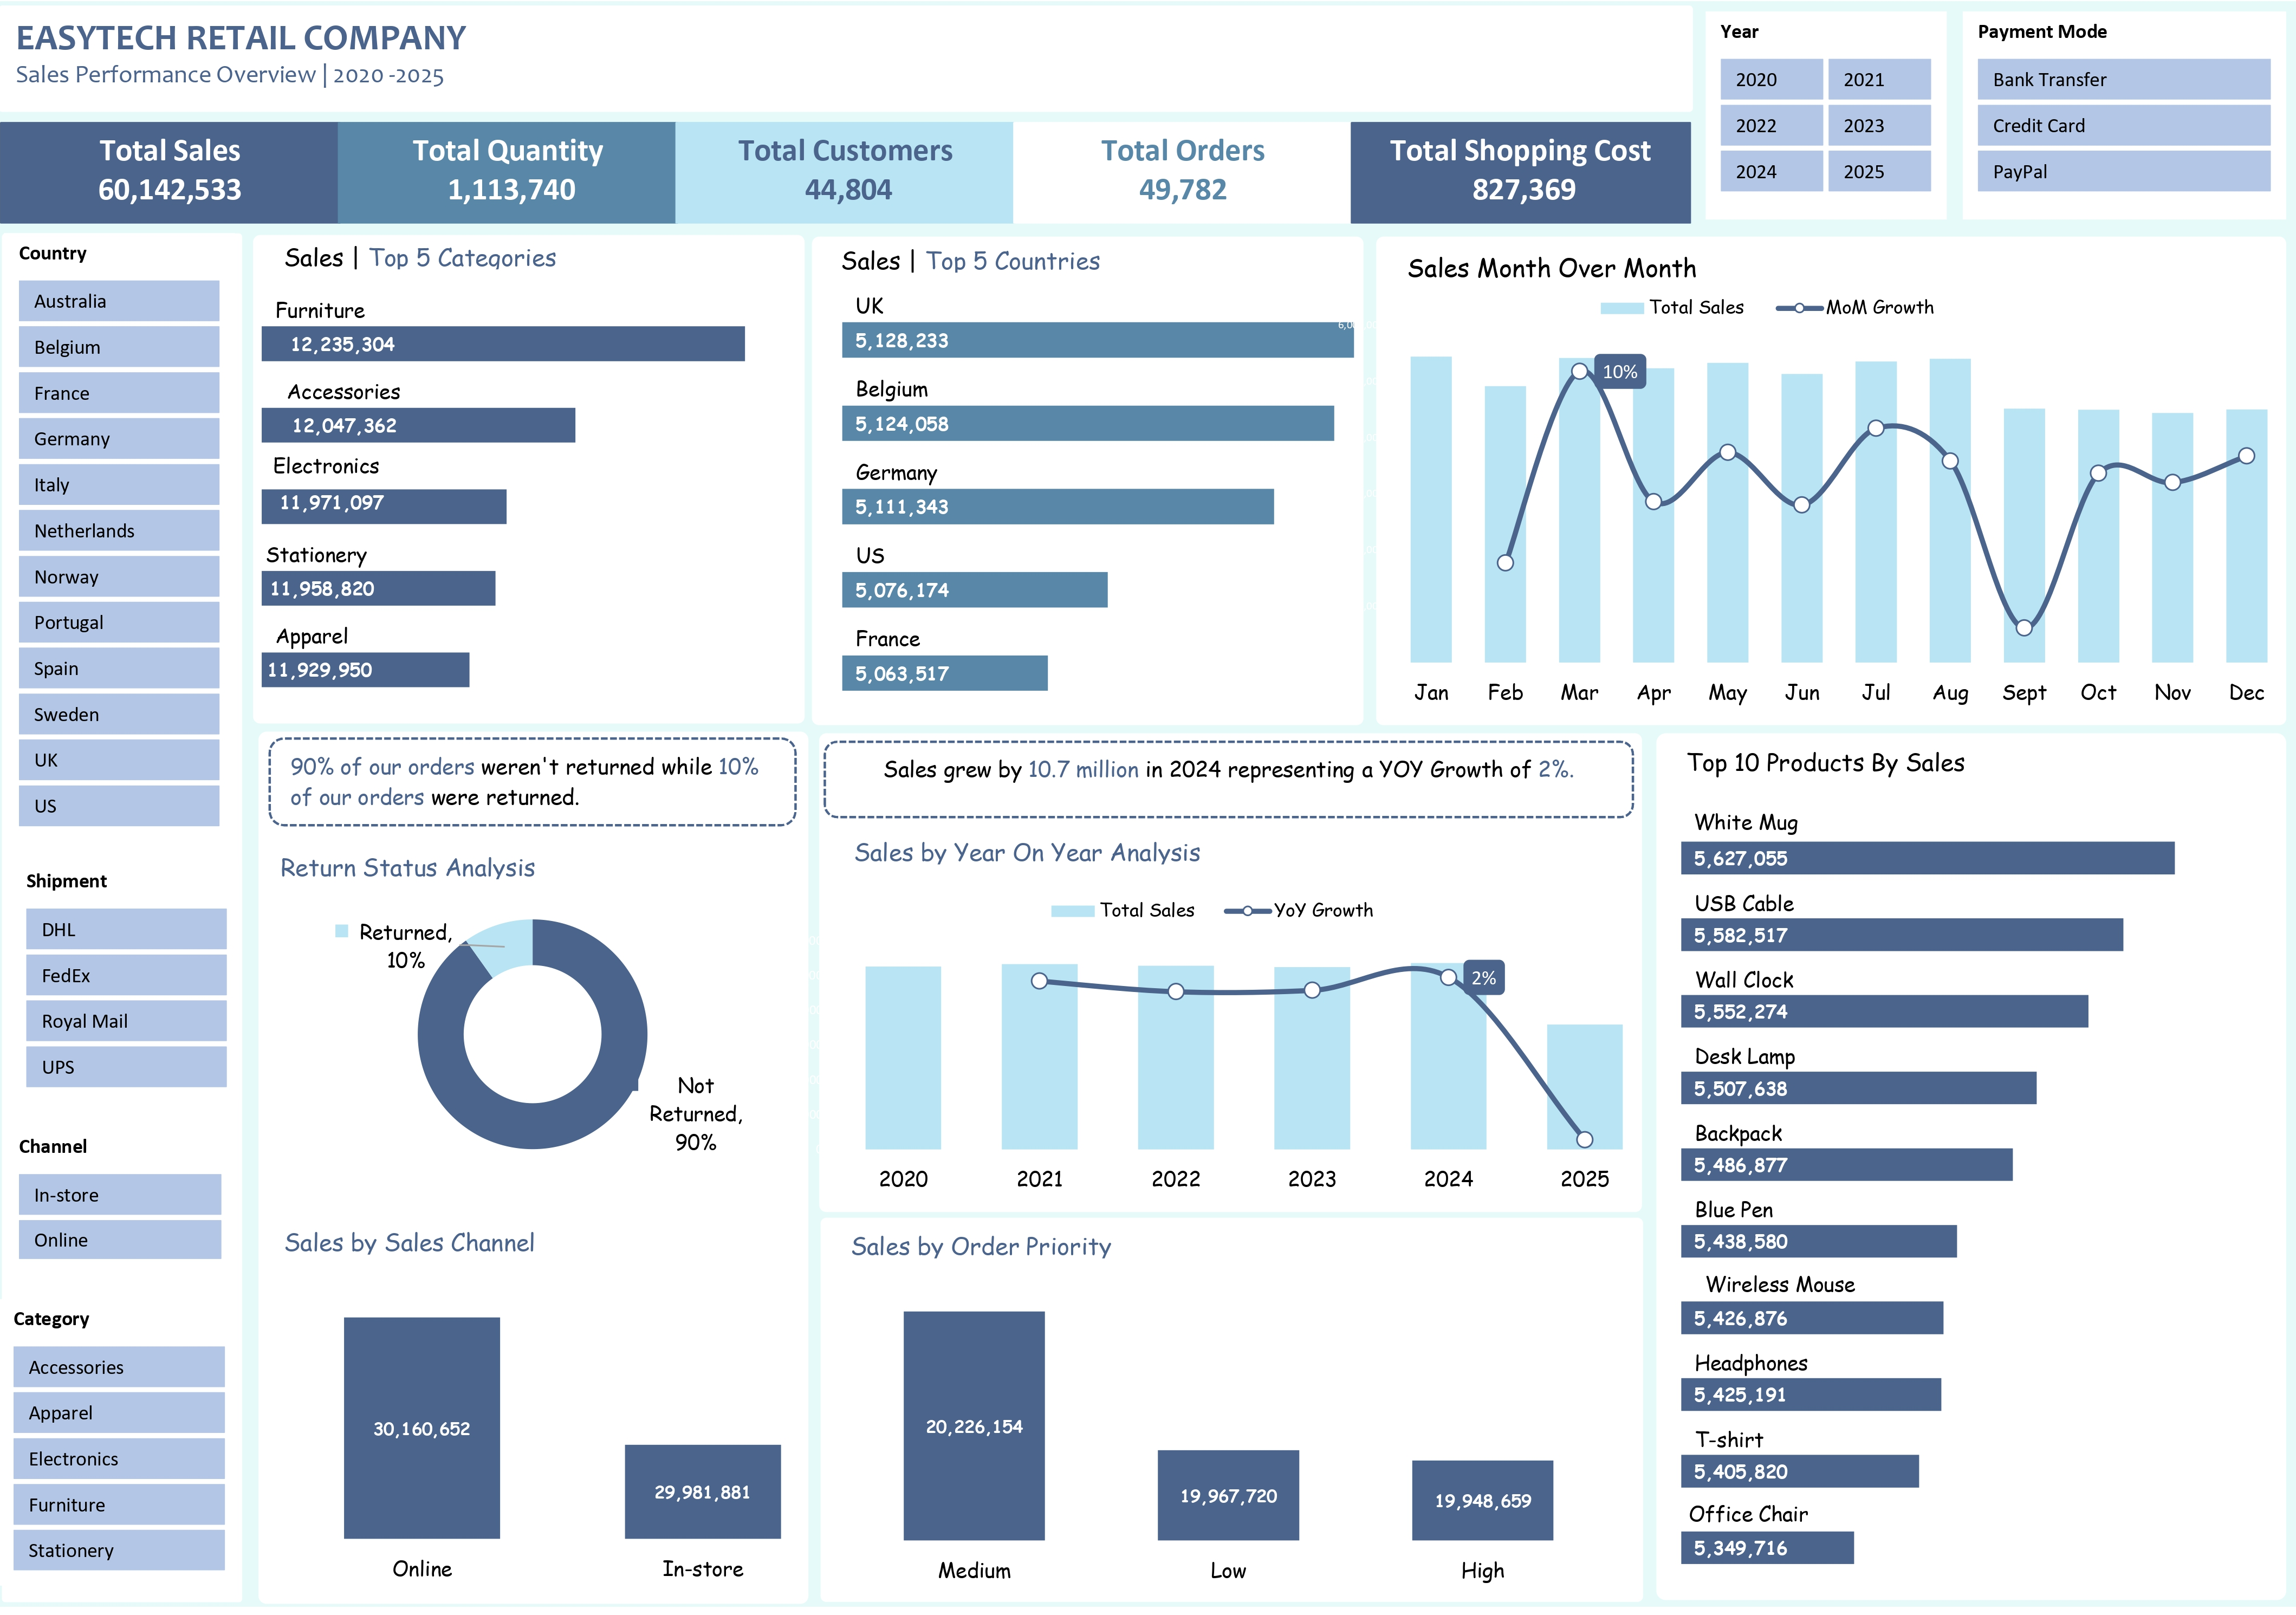 EASYTECH RETAIL COMPANY
Sales Performance Overview | 2020 -2025
Year
2020
2021
2022
2023
2024
2025
Payment Mode
Bank Transfer
Credit Card
PayPal
Total Sales
60,142,533
Total Quantity
1,113,740
Total Customers
44,804
Total Orders
49,782
Total Shopping Cost
827,369
Country
Australia
Belgium
France
Germany
Italy
Netherlands
Norway
Portugal
Spain
Sweden
UK
US
Shipment
DHL
FedEx
Royal Mail
UPS
Channel
In-store
Online
Category
Accessories
Apparel
Electronics
Furniture
Stationery
Sales | Top 5 Categories
Furniture
12,235,304
Accessories
12,047,362
Electronics
11,971,097
Stationery
11,958,820
Apparel
11,929,950
Sales | Top 5 Countries
UK
5,128,233
Belgium
5,124,058
Germany
5,111,343
US
5,076,174
France
5,063,517
Sales Month Over Month
Total Sales
MoM Growth
10%
Jan Feb Mar Apr May Jun Jul Aug Sept Oct Nov Dec
90% of our orders weren't returned while 10%
of our orders were returned.
Return Status Analysis
Returned,
10%
Not
Returned,
90%
Sales by Sales Channel
30,160,652
29,981,881
Online
In-store
Sales grew by 10.7 million in 2024 representing a YOY Growth of 2%.
Sales by Year On Year Analysis
Total Sales
YoY Growth
2%
2020 2021 2022 2023 2024 2025
Sales by Order Priority
20,226,154
19,967,720
19,948,659
Medium
Low
High
Top 10 Products By Sales
White Mug
5,627,055
USB Cable
5,582,517
Wall Clock
5,552,274
Desk Lamp
5,507,638
Backpack
5,486,877
Blue Pen
5,438,580
Wireless Mouse
5,426,876
Headphones
5,425,191
T-shirt
5,405,820
Office Chair
5,349,716